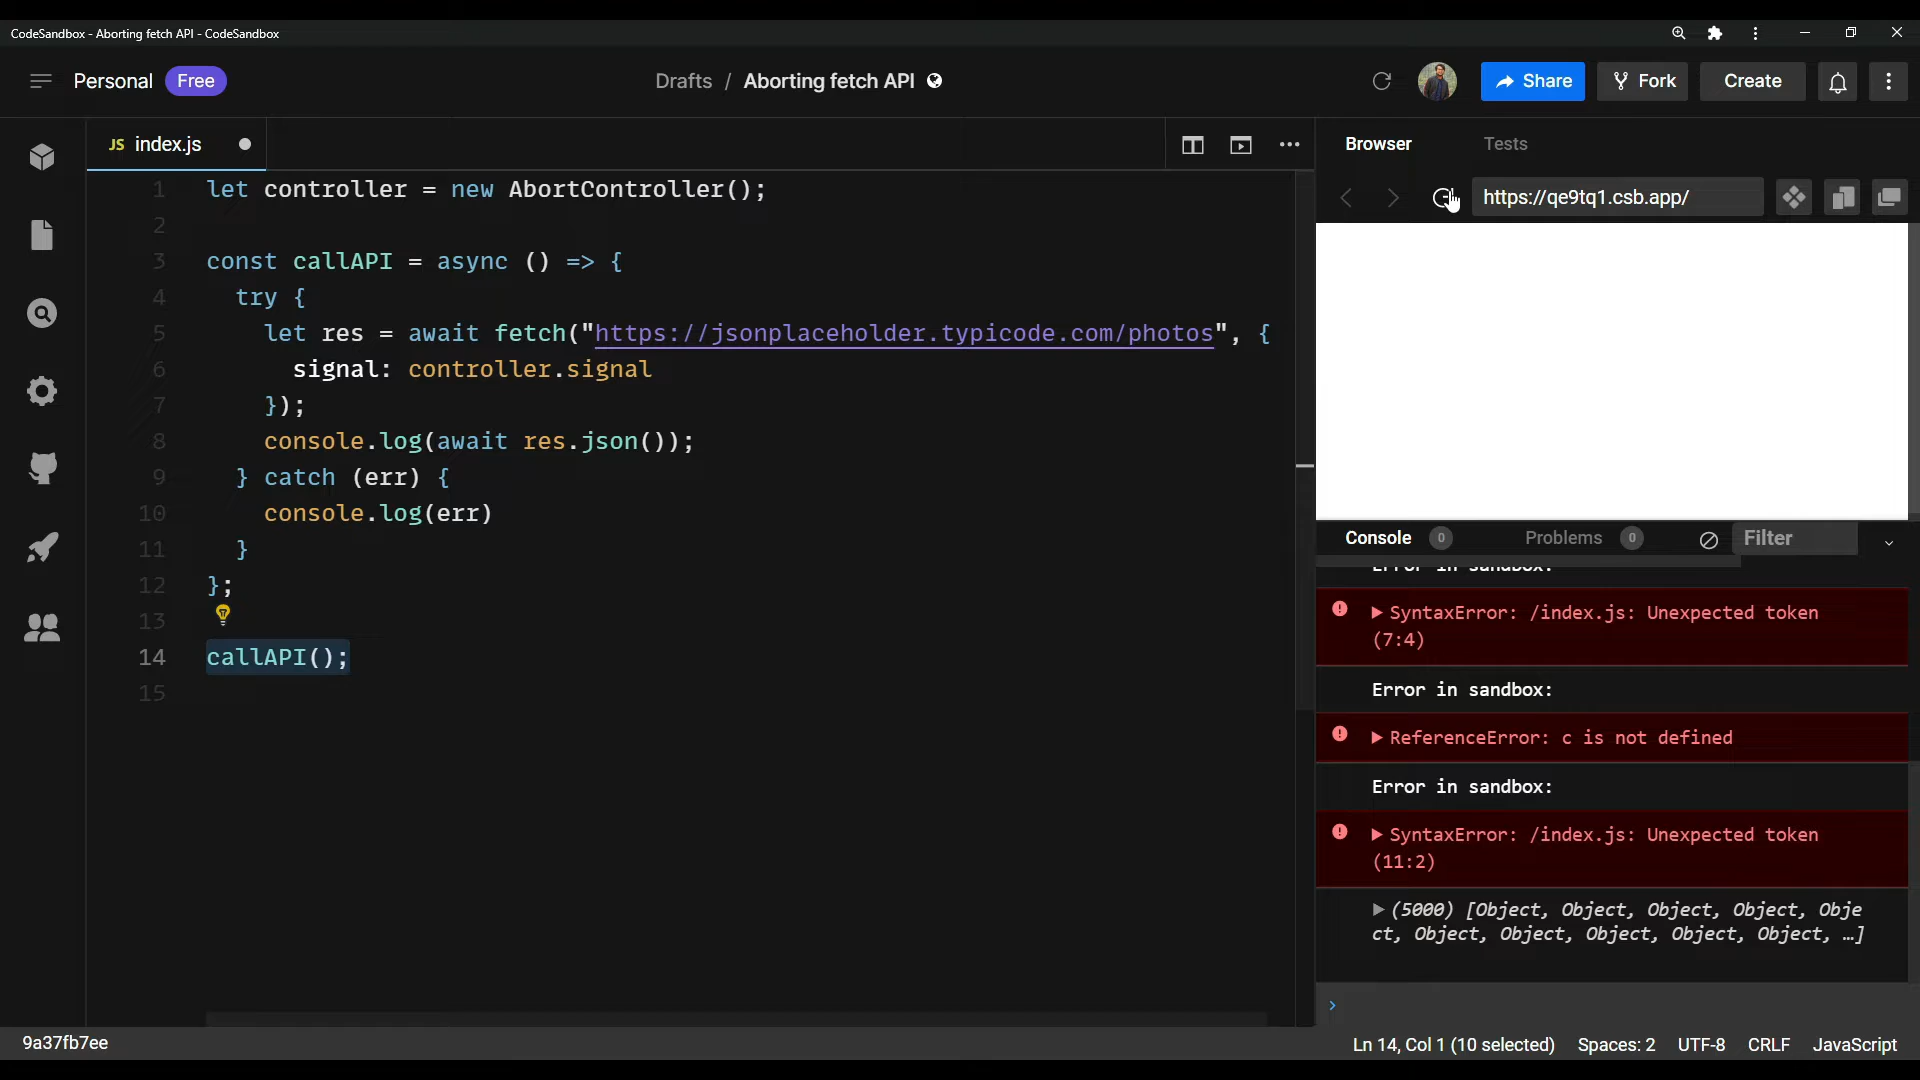 CodeSandbox - Aborting fetch API - CodeSandbox
Personal Free
Drafts / Aborting fetch API
Share Fork Create
JS index.js
Browser Tests
https://qe9tq1.csb.app/
1 let controller = new AbortController();
2
3 const callAPI = async () => {
4 try {
5 let res = await fetch("https://jsonplaceholder.typicode.com/photos", {
6 signal: controller.signal
7 });
8 console.log(await res.json());
9 } catch (err) {
10 console.log(err)
11 }
12 };
13
14 callAPI();
15
Console 0 Problems 0 Filter
Error in sandbox:
SyntaxError: /index.js: Unexpected token
(7:4)
Error in sandbox:
ReferenceError: c is not defined
Error in sandbox:
SyntaxError: /index.js: Unexpected token
(11:2)
(5000) [Object, Object, Object, Object, Obje
ct, Object, Object, Object, Object, Object, …]
9a37fb7ee
Ln 14, Col 1 (10 selected) Spaces: 2 UTF-8 CRLF JavaScript